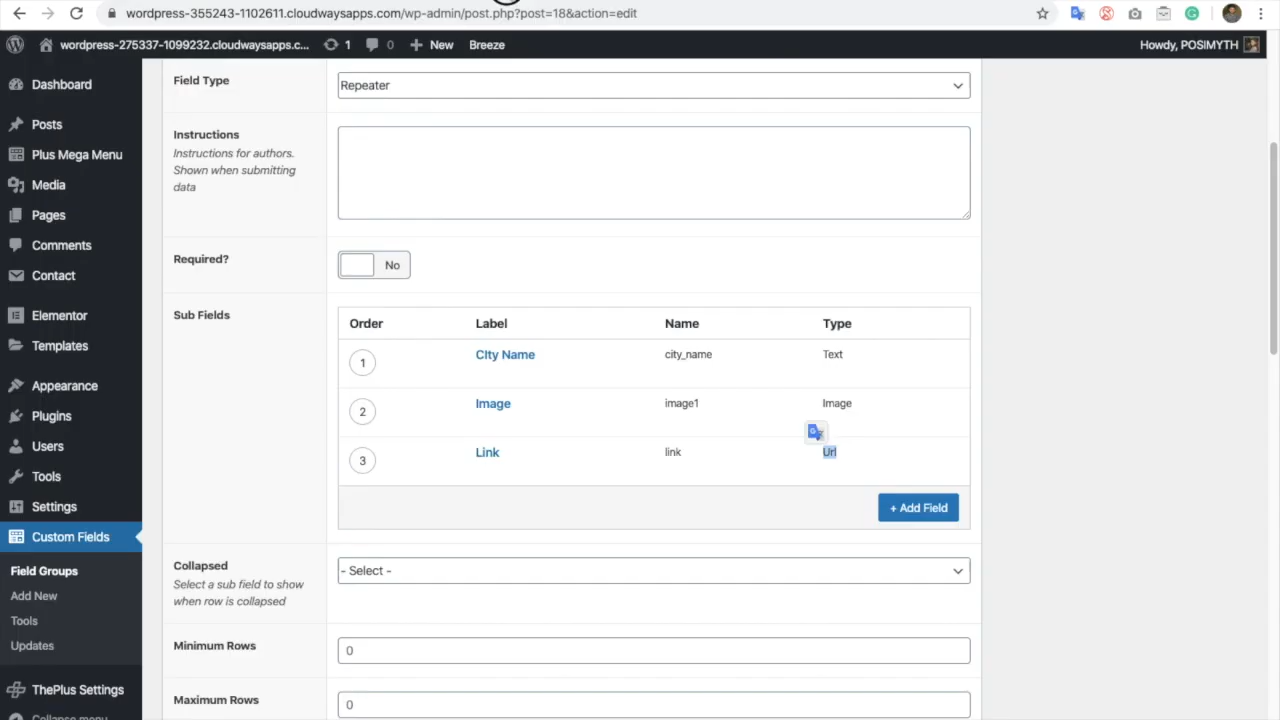 wordpress-355243-1102611.cloudwaysapps.com/wp-admin/post.php?post=18&action=edit
wordpress-275337-1099232.cloudwaysapps.c... 1 0 New Breeze Howdy, POSIMYTH
Dashboard
Posts
Plus Mega Menu
Media
Pages
Comments
Contact
Elementor
Templates
Appearance
Plugins
Users
Tools
Settings
Custom Fields
Field Groups
Add New
Tools
Updates
ThePlus Settings
Collapse menu
Field Type
Repeater
Instructions
Instructions for authors.
Shown when submitting
data
Required?
No
Sub Fields
Order Label Name Type
1 CIty Name city_name Text
2 Image image1 Image
3 Link link Url
+ Add Field
Collapsed
Select a sub field to show
when row is collapsed
- Select -
Minimum Rows
0
Maximum Rows
0